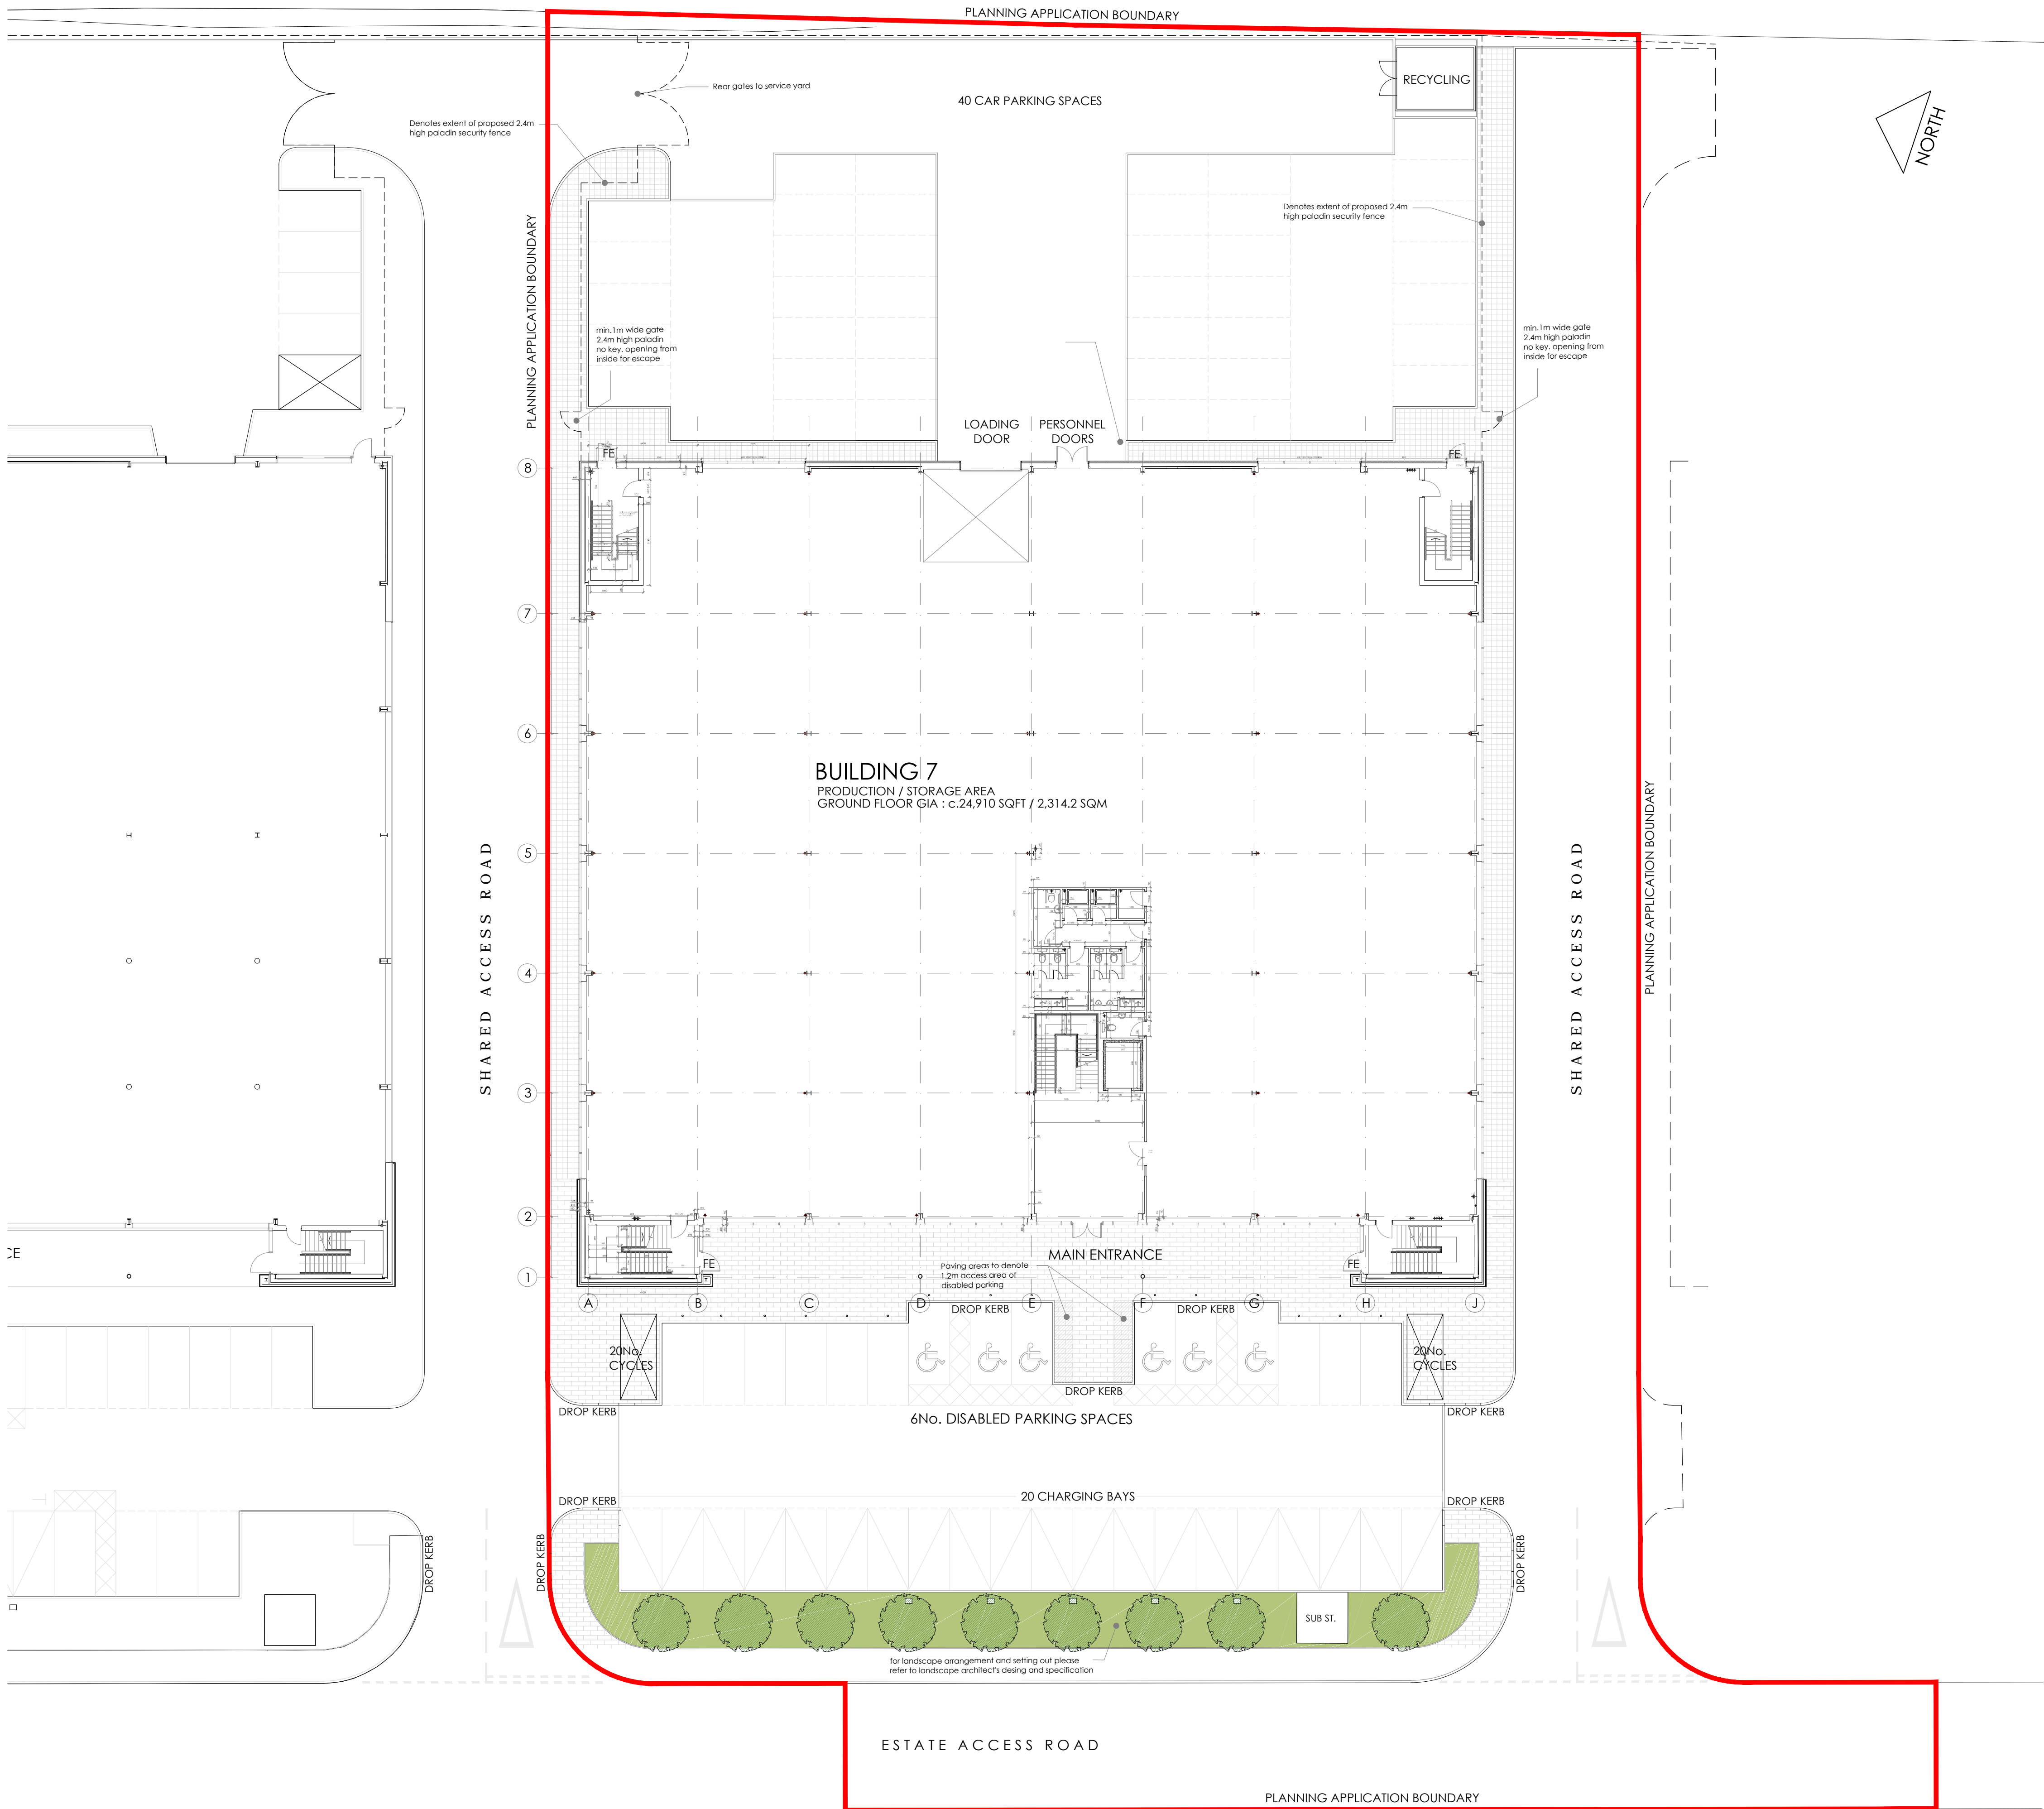 PLANNING APPLICATION BOUNDARY
Rear gates to service yard
40 CAR PARKING SPACES
RECYCLING
NORTH
Denotes extent of proposed 2.4m
high paladin security fence
Denotes extent of proposed 2.4m
high paladin security fence
PLANNING APPLICATION BOUNDARY
min.1m wide gate
2.4m high paladin
no key. opening from
inside for escape
min.1m wide gate
2.4m high paladin
no key. opening from
inside for escape
LOADING
DOOR
PERSONNEL
DOORS
FE
FE
8
7
6
BUILDING 7
PRODUCTION / STORAGE AREA
GROUND FLOOR GIA : c.24,910 SQFT / 2,314.2 SQM
5
SHARED ACCESS ROAD
SHARED ACCESS ROAD
PLANNING APPLICATION BOUNDARY
4
3
2
CE
MAIN ENTRANCE
FE
FE
Paving areas to denote
1.2m access area of
disabled parking
1
A
B
C
D
E
F
G
H
J
DROP KERB
DROP KERB
20No.
CYCLES
20No.
CYCLES
DROP KERB
DROP KERB
DROP KERB
6No. DISABLED PARKING SPACES
20 CHARGING BAYS
DROP KERB
DROP KERB
DROP KERB
DROP KERB
DROP KERB
SUB ST.
for landscape arrangement and setting out please
refer to landscape architect's desing and specification
ESTATE ACCESS ROAD
PLANNING APPLICATION BOUNDARY